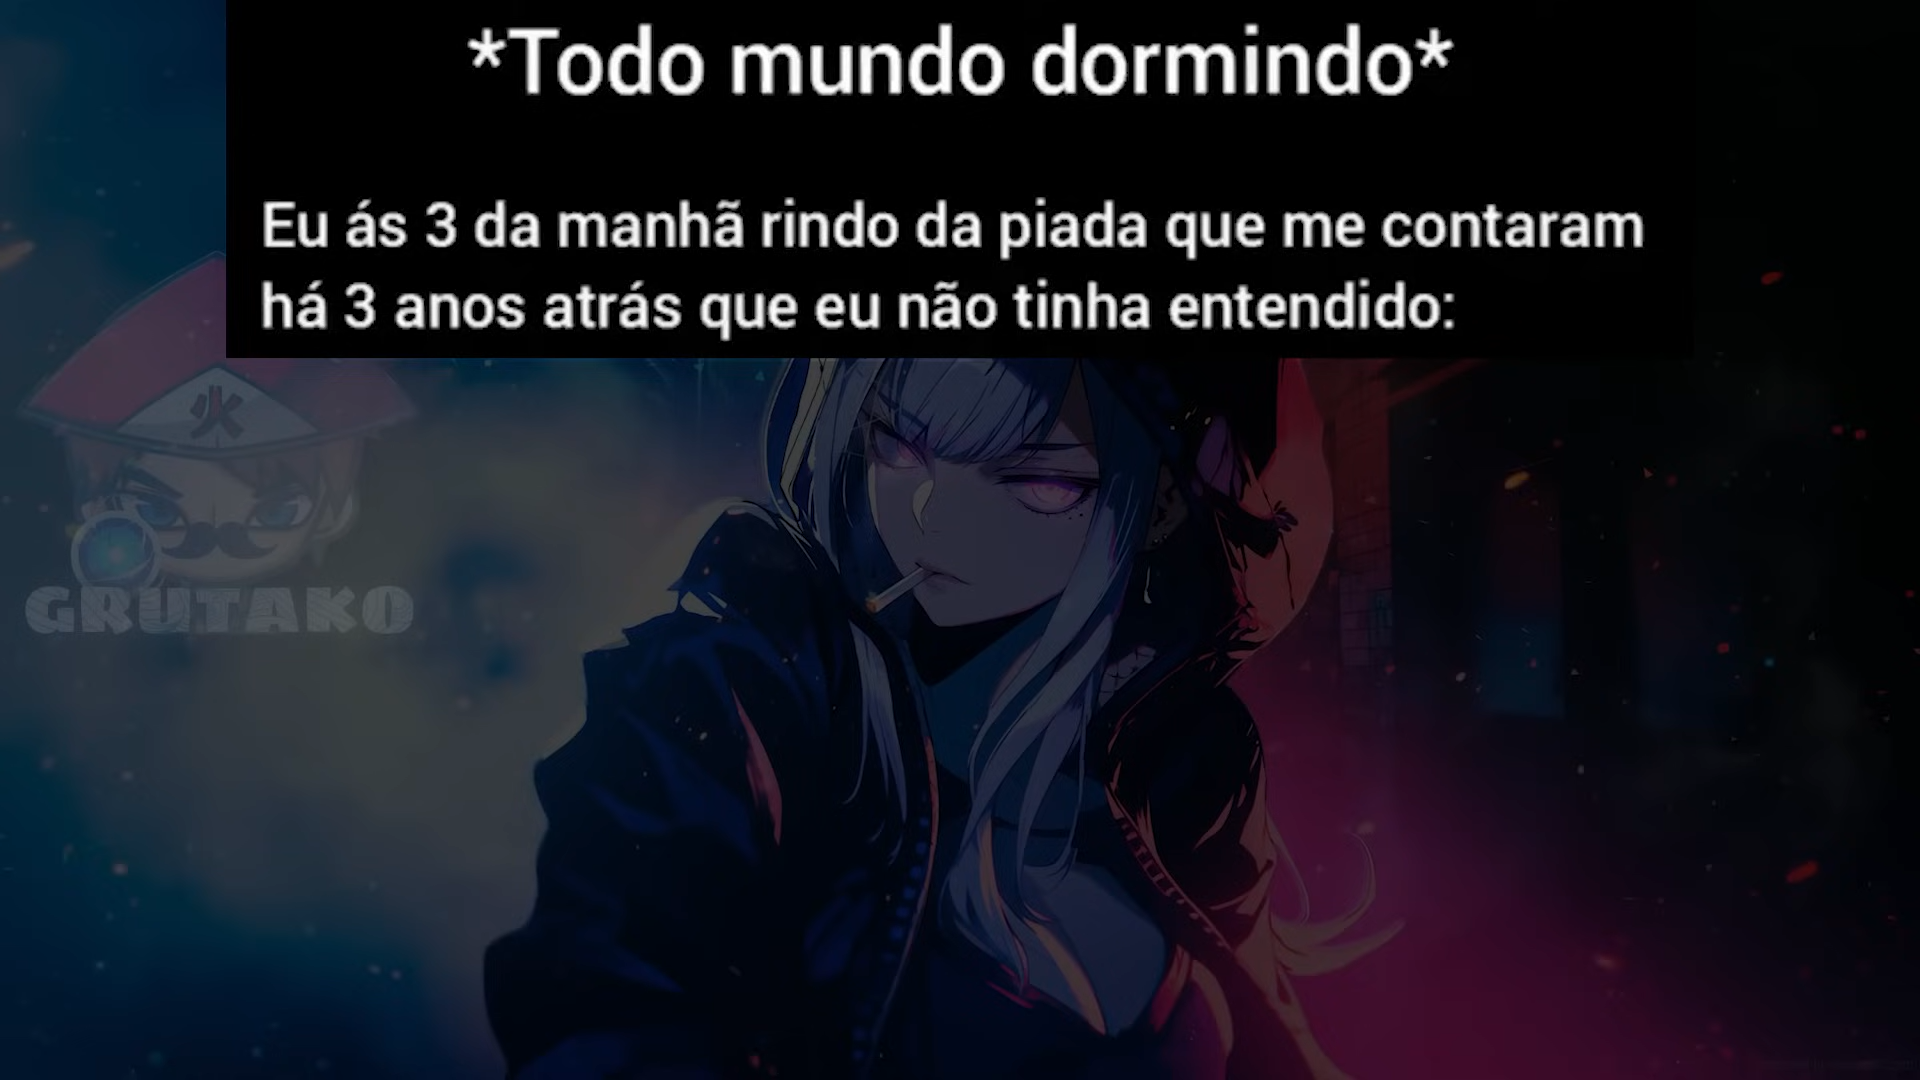 *Todo mundo dormindo*
Eu ás 3 da manhã rindo da piada que me contaram
há 3 anos atrás que eu não tinha entendido:
火
GRUTAKO